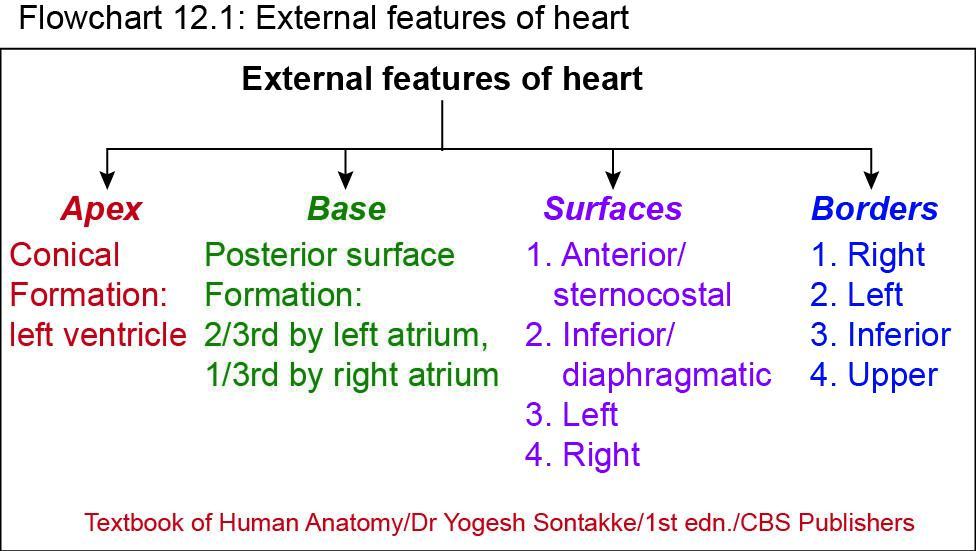 Flowchart 12.1: External features of heart
External features of heart
Apex
Conical
Formation:
left ventricle
Base
Posterior surface
Formation:
2/3rd by left atrium,
1/3rd by right atrium
Surfaces
1. Anterior/
sternocostal
2. Inferior/
diaphragmatic
3. Left
4. Right
Borders
1. Right
2. Left
3. Inferior
4. Upper
Textbook of Human Anatomy/Dr Yogesh Sontakke/1st edn./CBS Publishers